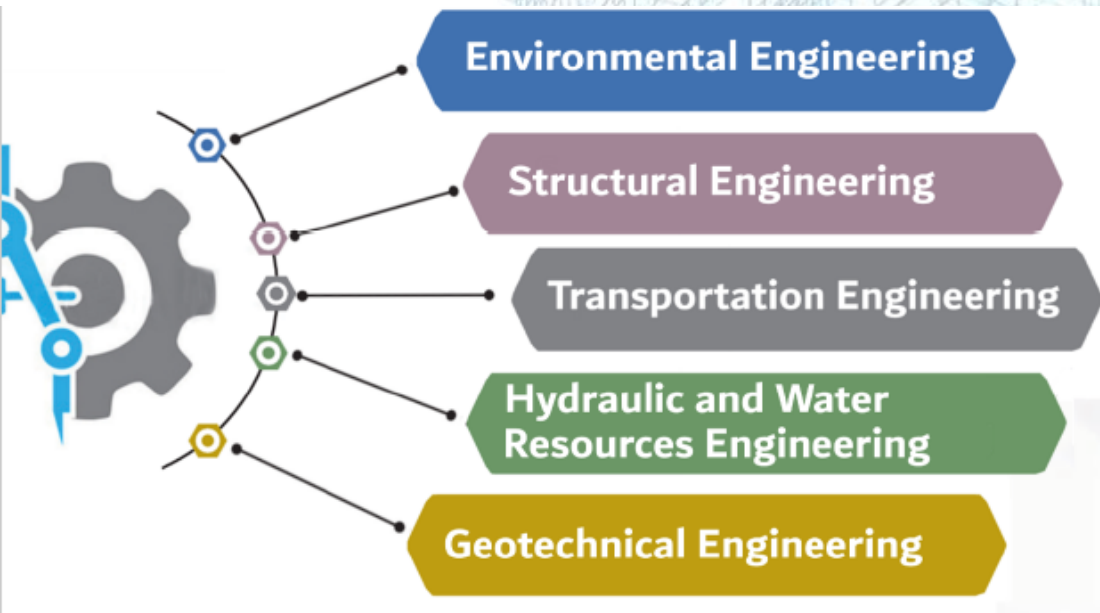 Environmental Engineering
Structural Engineering
Transportation Engineering
Hydraulic and Water
Resources Engineering
Geotechnical Engineering